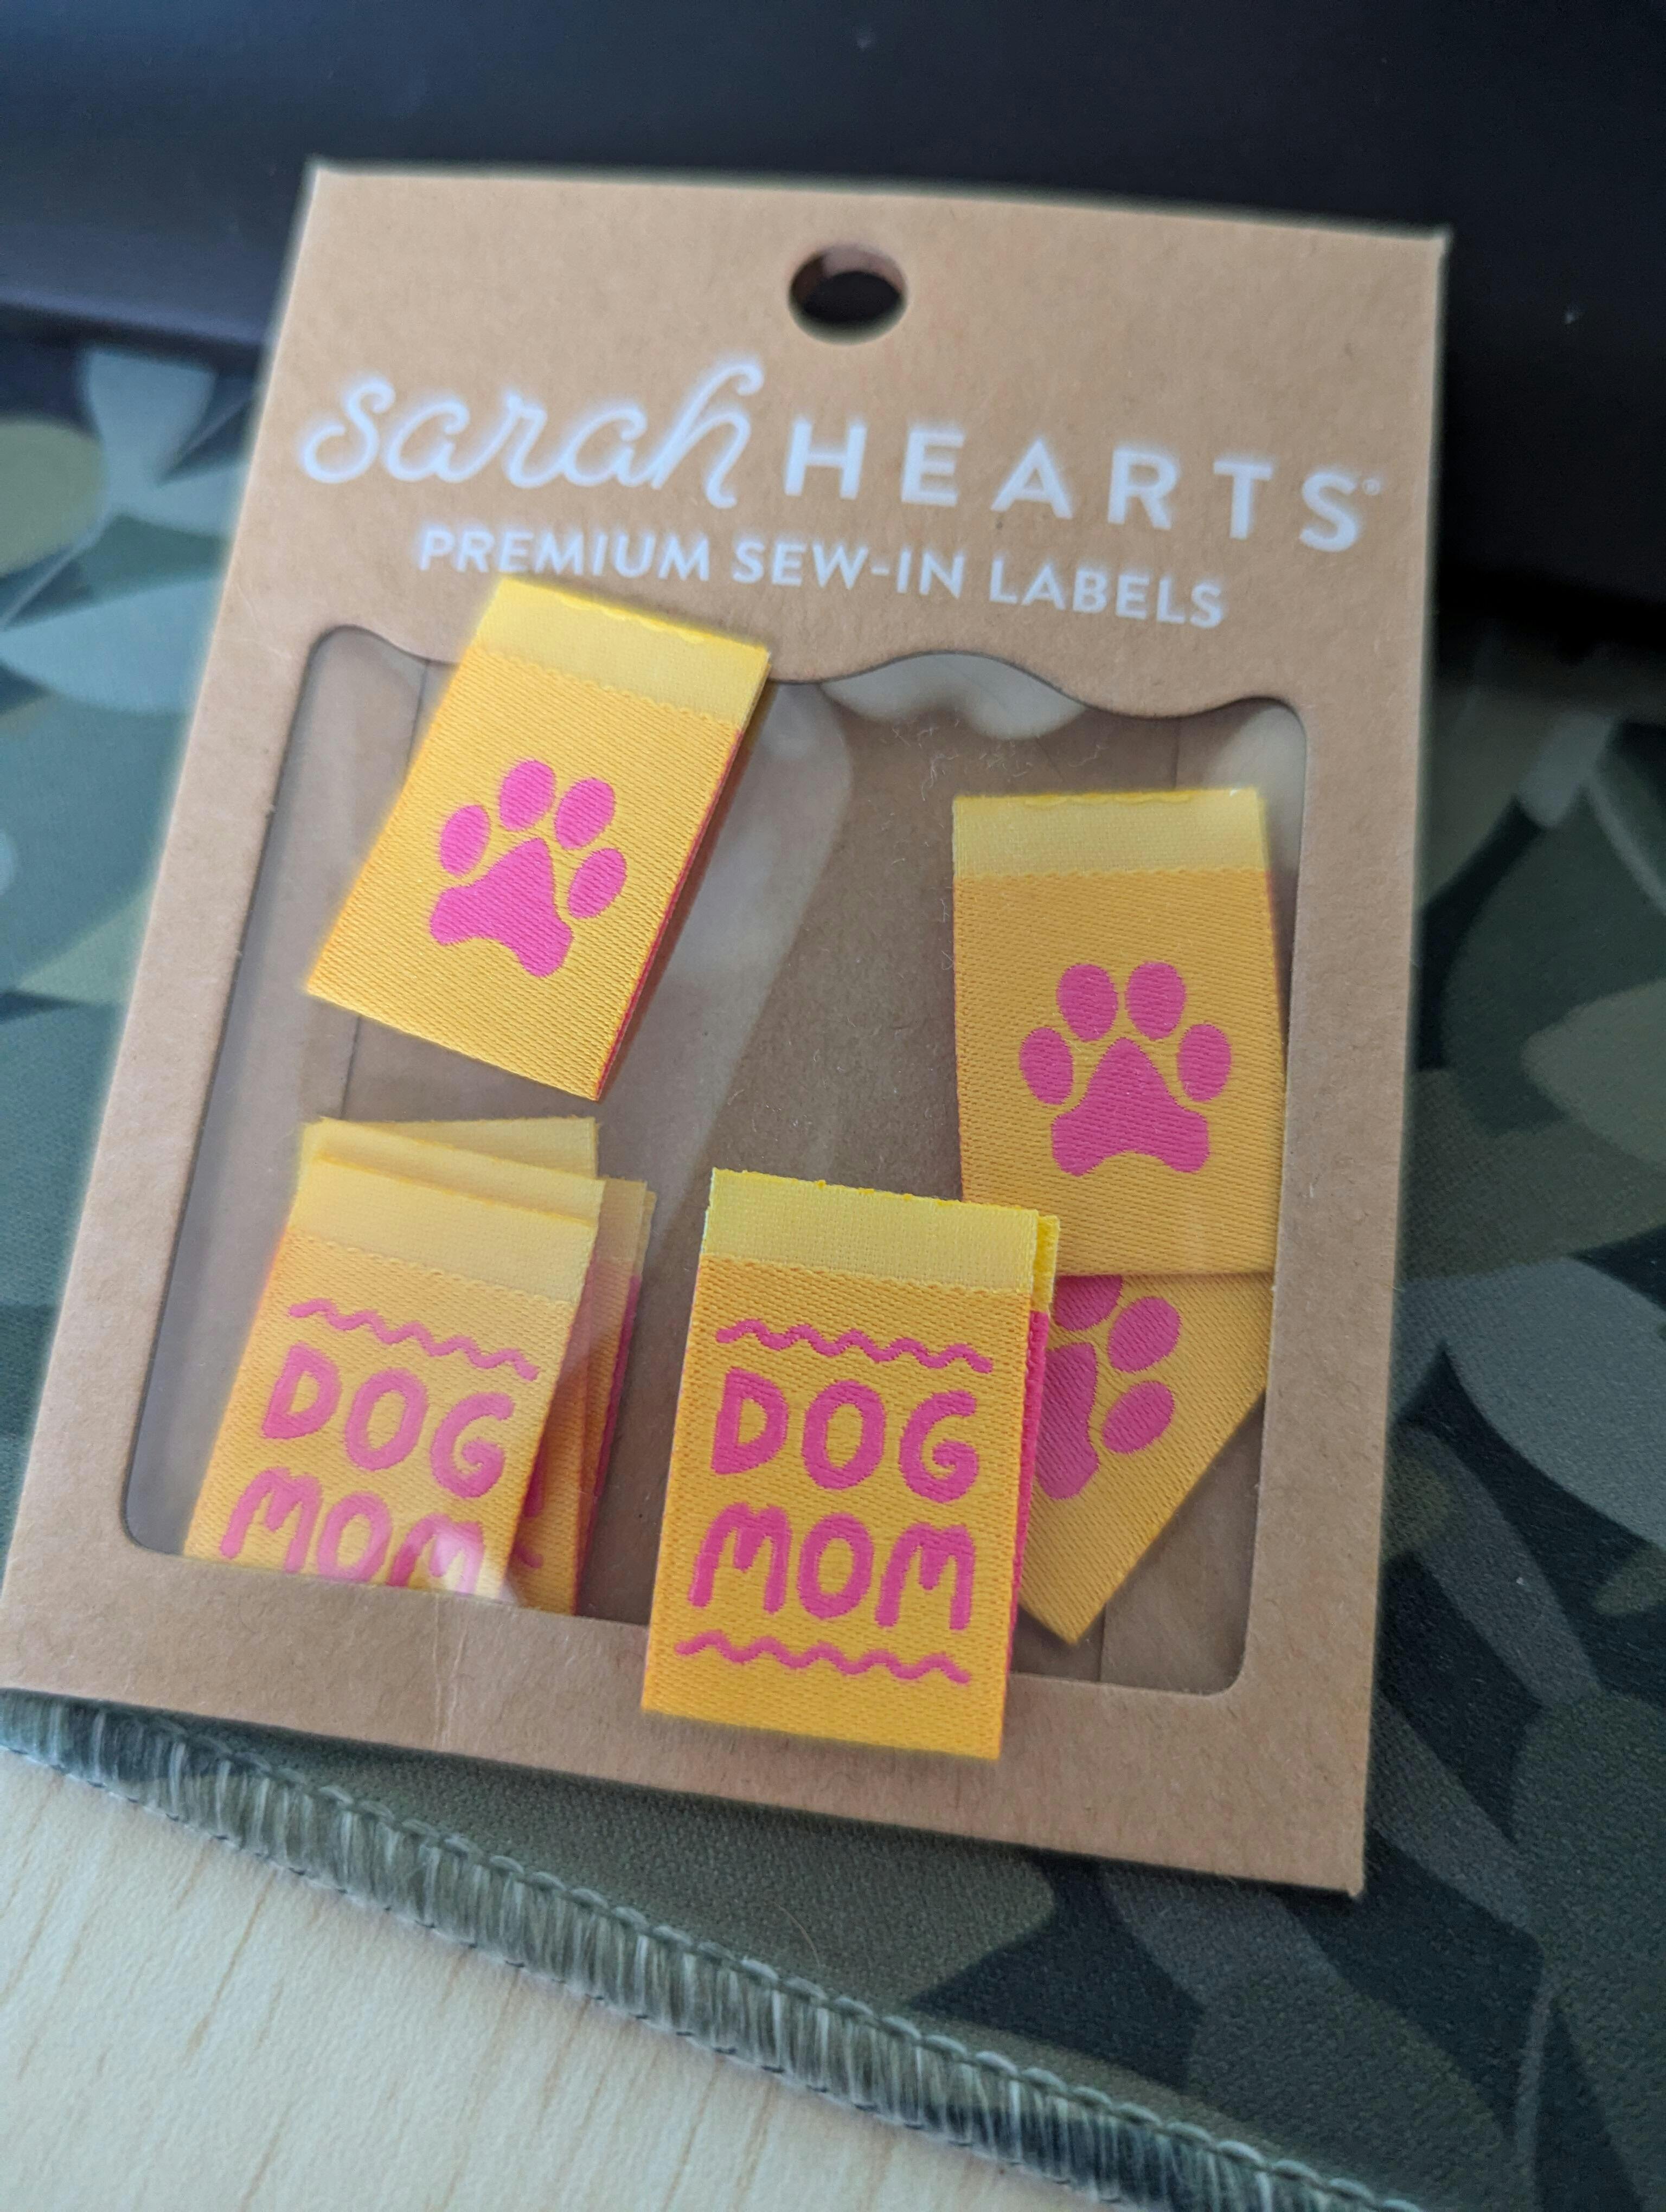 sarah HEARTS®
PREMIUM SEW-IN LABELS
DOG
MOM
DOG
MOM